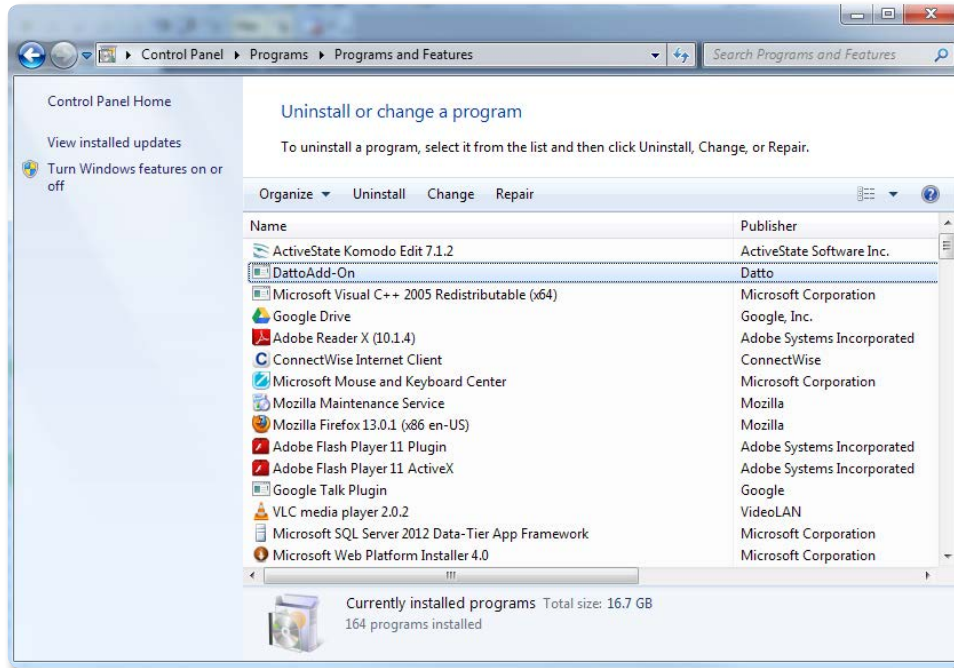 Control Panel Programs Programs and Features Search Programs and Features
Control Panel Home
View installed updates
Turn Windows features on or
off
Uninstall or change a program
To uninstall a program, select it from the list and then click Uninstall, Change, or Repair.
Organize Uninstall Change Repair
Name Publisher
ActiveState Komodo Edit 7.1.2 ActiveState Software Inc.
DattoAdd-On Datto
Microsoft Visual C++ 2005 Redistributable (x64) Microsoft Corporation
Google Drive Google, Inc.
Adobe Reader X (10.1.4) Adobe Systems Incorporated
ConnectWise Internet Client ConnectWise
Microsoft Mouse and Keyboard Center Microsoft Corporation
Mozilla Maintenance Service Mozilla
Mozilla Firefox 13.0.1 (x86 en-US) Mozilla
Adobe Flash Player 11 Plugin Adobe Systems Incorporated
Adobe Flash Player 11 ActiveX Adobe Systems Incorporated
Google Talk Plugin Google
VLC media player 2.0.2 VideoLAN
Microsoft SQL Server 2012 Data-Tier App Framework Microsoft Corporation
Microsoft Web Platform Installer 4.0 Microsoft Corporation
Currently installed programs Total size: 16.7 GB
164 programs installed